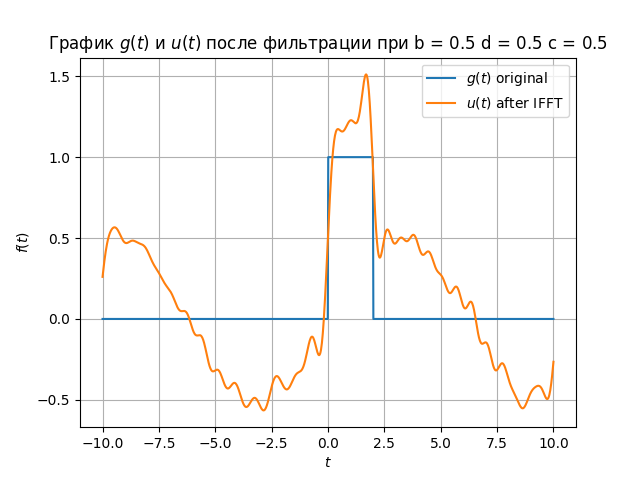 График g(t) и u(t) после фильтрации при b = 0.5 d = 0.5 c = 0.5
g(t) original
u(t) after IFFT
1.5
1.0
0.5
0.0
−0.5
f(t)
−10.0 −7.5 −5.0 −2.5 0.0 2.5 5.0 7.5 10.0
t